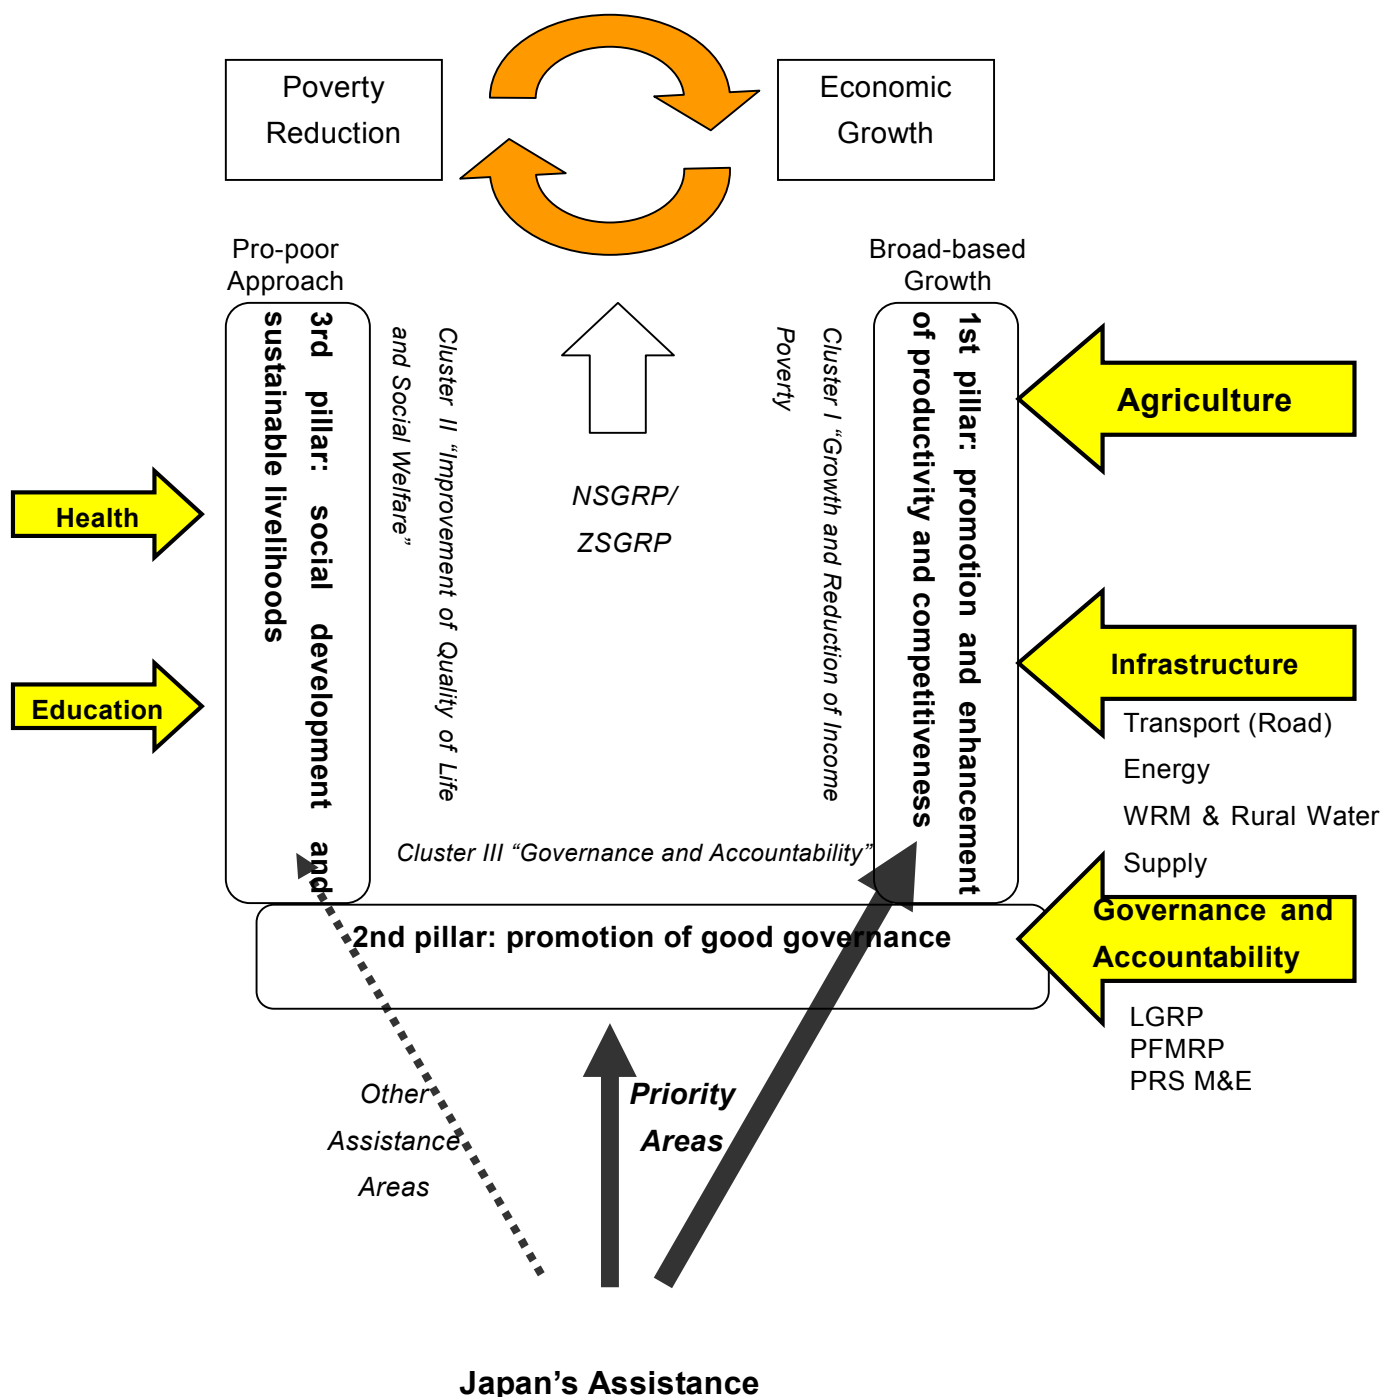 Poverty
Reduction
Economic
Growth
Pro-poor
Approach
Broad-based
Growth
3rd pillar: social development and
sustainable livelihoods
Cluster II “Improvement of Quality of Life
and Social Welfare”
NSGRP/
ZSGRP
Cluster I “Growth and Reduction of Income
Poverty
1st pillar: promotion and enhancement
of productivity and competitiveness
Agriculture
Health
Infrastructure
Education
Transport (Road)
Energy
WRM & Rural Water
Supply
Cluster III “Governance and Accountability”
2nd pillar: promotion of good governance
Governance and
Accountability
LGRP
PFMRP
PRS M&E
Other
Assistance
Areas
Priority
Areas
Japan’s Assistance